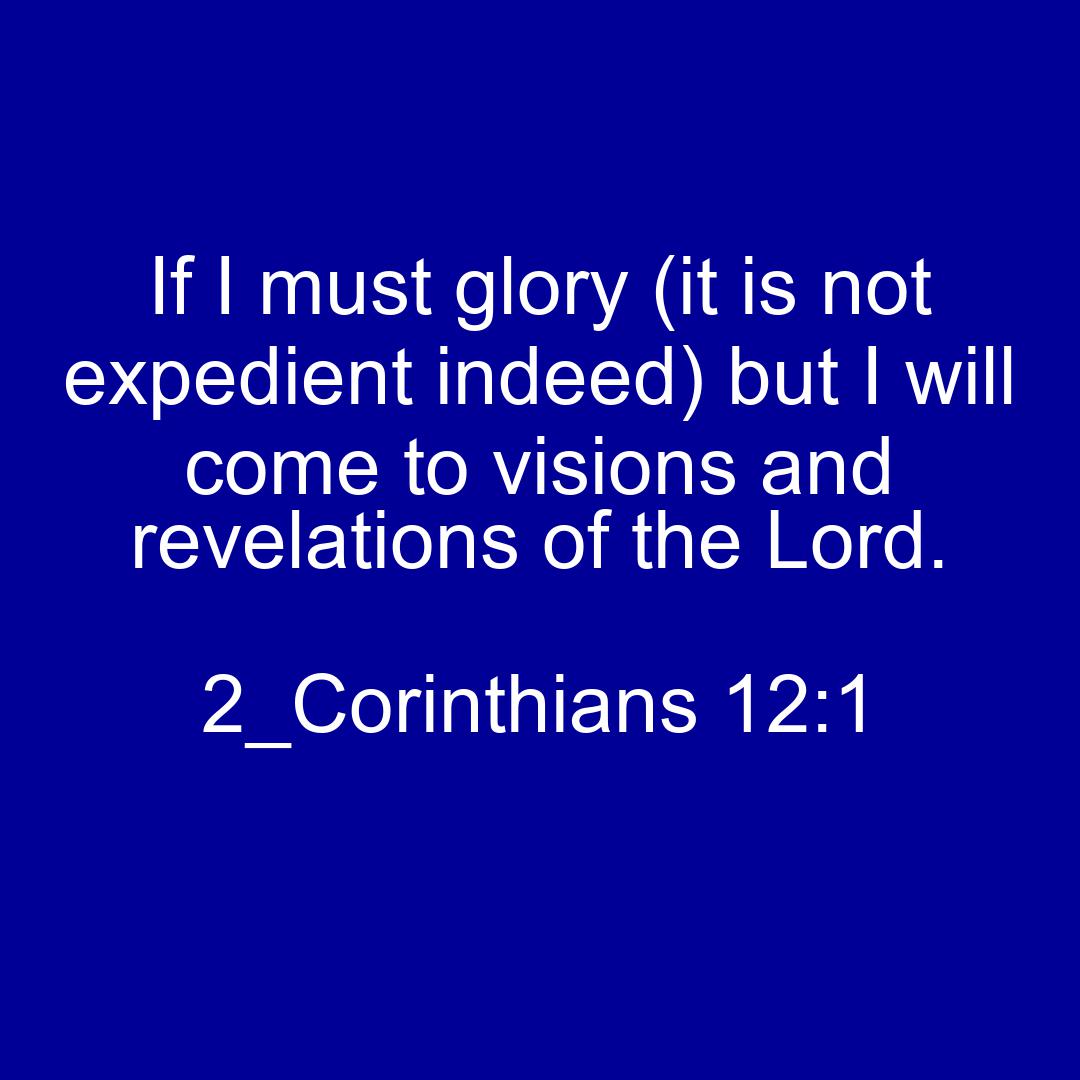 If I must glory (it is not
expedient indeed) but I will
come to visions and
revelations of the Lord.
2_Corinthians 12:1